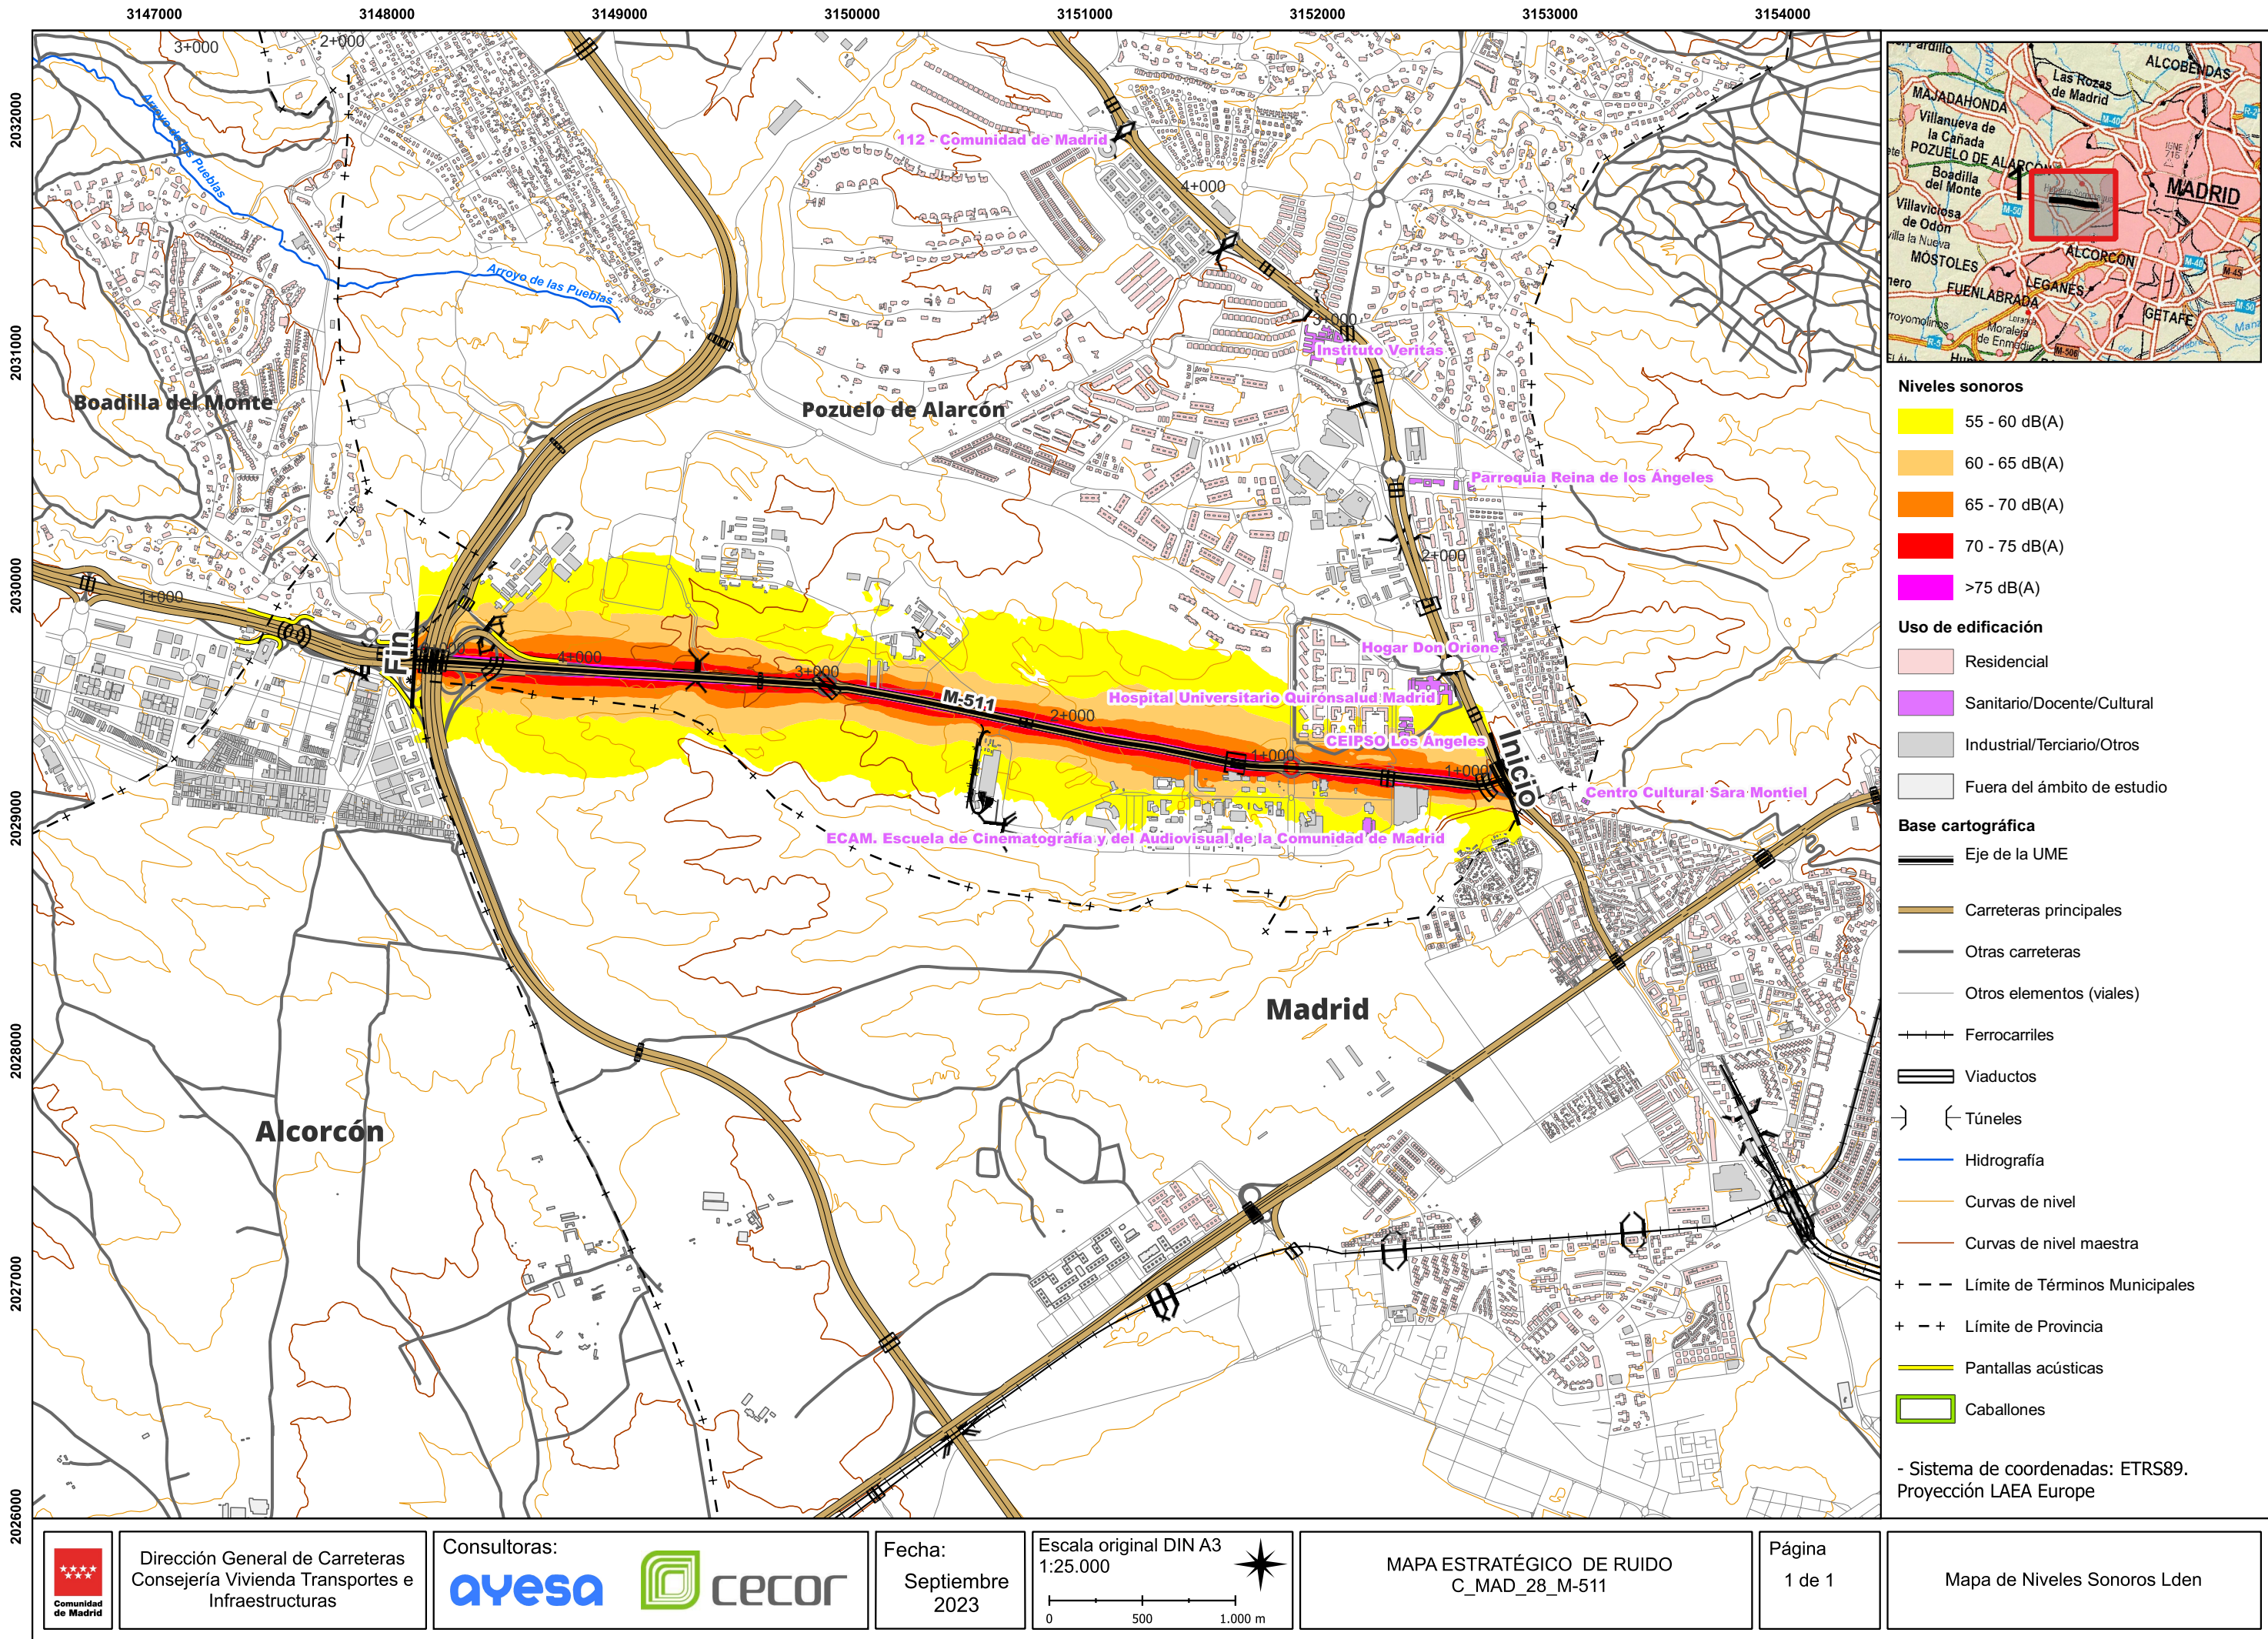 3147000
3148000
3149000
3150000
3151000
3152000
3153000
3154000
2032000
2031000
2030000
2029000
2028000
2027000
2026000
3+000
2+000
Arroyo de las Pueblas
Arroyo de las Pueblas
112 - Comunidad de Madrid
4+000
3+000
Instituto Veritas
Boadilla del Monte
Pozuelo de Alarcón
Parroquia Reina de los Ángeles
2+000
1+000
Fin
4+000
3+000
M-511
2+000
1+000
1+000
Hogar Don Orione
Hospital Universitario Quirónsalud Madrid
CEIPSO Los Ángeles
Inicio
Centro Cultural Sara Montiel
ECAM. Escuela de Cinematografía y del Audiovisual de la Comunidad de Madrid
Madrid
Alcorcón
ALCOBENDAS
Las Rozas
de Madrid
MAJADAHONDA
M-40
Villanueva de
la Cañada
POZUELO DE ALARCÓN
Boadilla
del Monte
1
MADRID
M-50
Villaviciosa
de Odón
villa la Nueva
MÓSTOLES
ALCORCÓN
M-40
M-45
LEGANÉS
FUENLABRADA
M-50
GETAFE
Moraleja
de Enmedio
R-5
M-506
Niveles sonoros
55 - 60 dB(A)
60 - 65 dB(A)
65 - 70 dB(A)
70 - 75 dB(A)
>75 dB(A)
Uso de edificación
Residencial
Sanitario/Docente/Cultural
Industrial/Terciario/Otros
Fuera del ámbito de estudio
Base cartográfica
Eje de la UME
Carreteras principales
Otras carreteras
Otros elementos (viales)
Ferrocarriles
Viaductos
Túneles
Hidrografía
Curvas de nivel
Curvas de nivel maestra
Límite de Términos Municipales
Límite de Provincia
Pantallas acústicas
Caballones
- Sistema de coordenadas: ETRS89.
Proyección LAEA Europe
Comunidad
de Madrid
Dirección General de Carreteras
Consejería Vivienda Transportes e
Infraestructuras
Consultoras:
ayesa
cecor
Fecha:
Septiembre
2023
Escala original DIN A3
1:25.000
0 500 1.000 m
MAPA ESTRATÉGICO DE RUIDO
C_MAD_28_M-511
Página
1 de 1
Mapa de Niveles Sonoros Lden